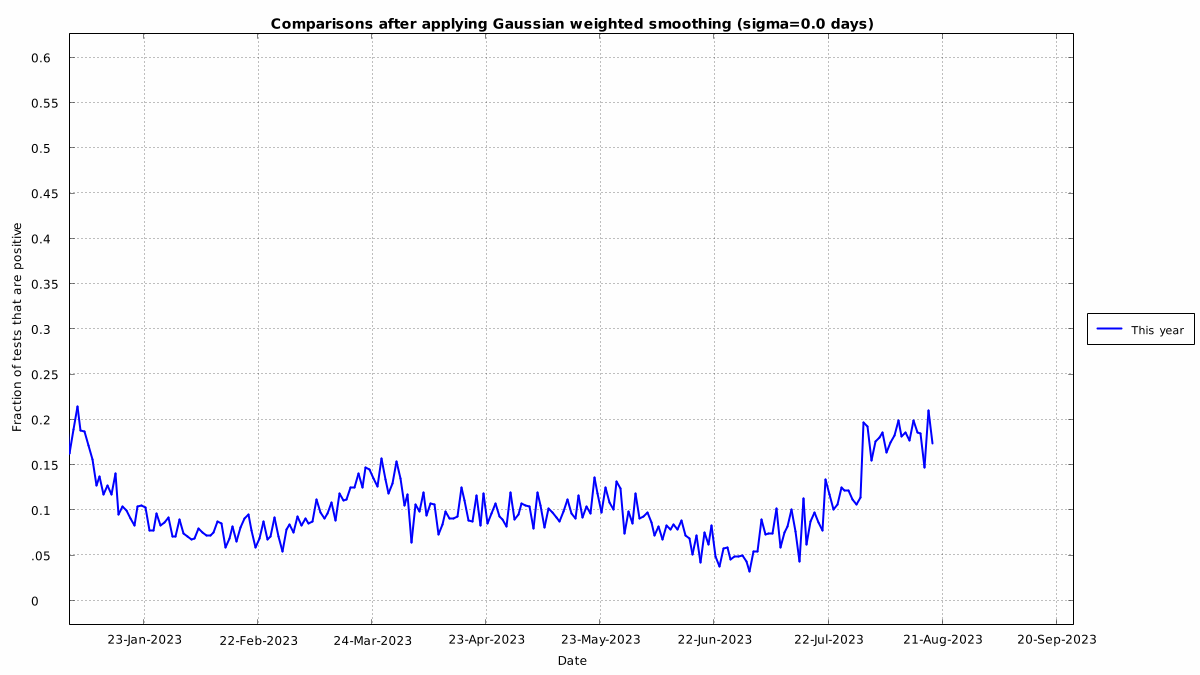 Comparisons after applying Gaussian weighted smoothing (sigma=0.0 days)
0.6
0.55
0.5
0.45
0.4
0.35
0.3
0.25
0.2
0.15
0.1
.05
0
Fraction of tests that are positive
This year
23-Jan-2023 22-Feb-2023 24-Mar-2023 23-Apr-2023 23-May-2023 22-Jun-2023 22-Jul-2023 21-Aug-2023 20-Sep-2023
Date